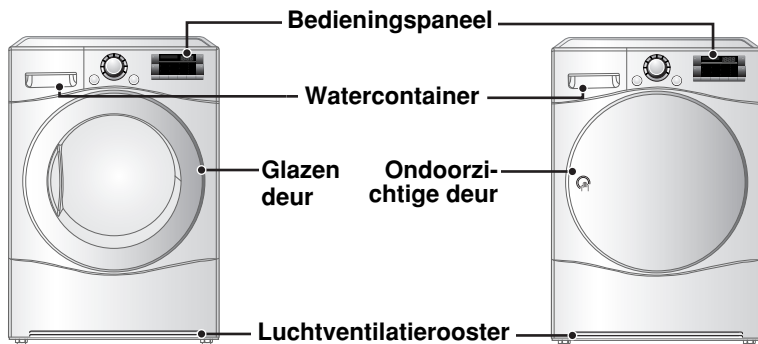 Bedieningspaneel
Watercontainer
Glazen
deur
Ondoorzi-
chtige deur
Luchtventilatierooster